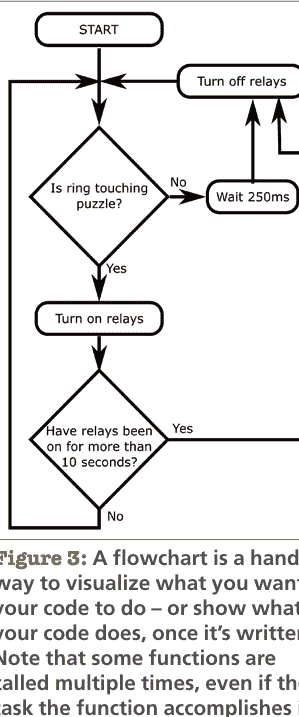 START
Turn off relays
Is ring touching
puzzle?
No
Wait 250ms
Yes
Turn on relays
Have relays been
on for more than
10 seconds?
Yes
No
Figure 3: A flowchart is a hand
way to visualize what you want
your code to do – or show what
your code does, once it's written
Note that some functions are
called multiple times, even if the
task the function accomplishes i